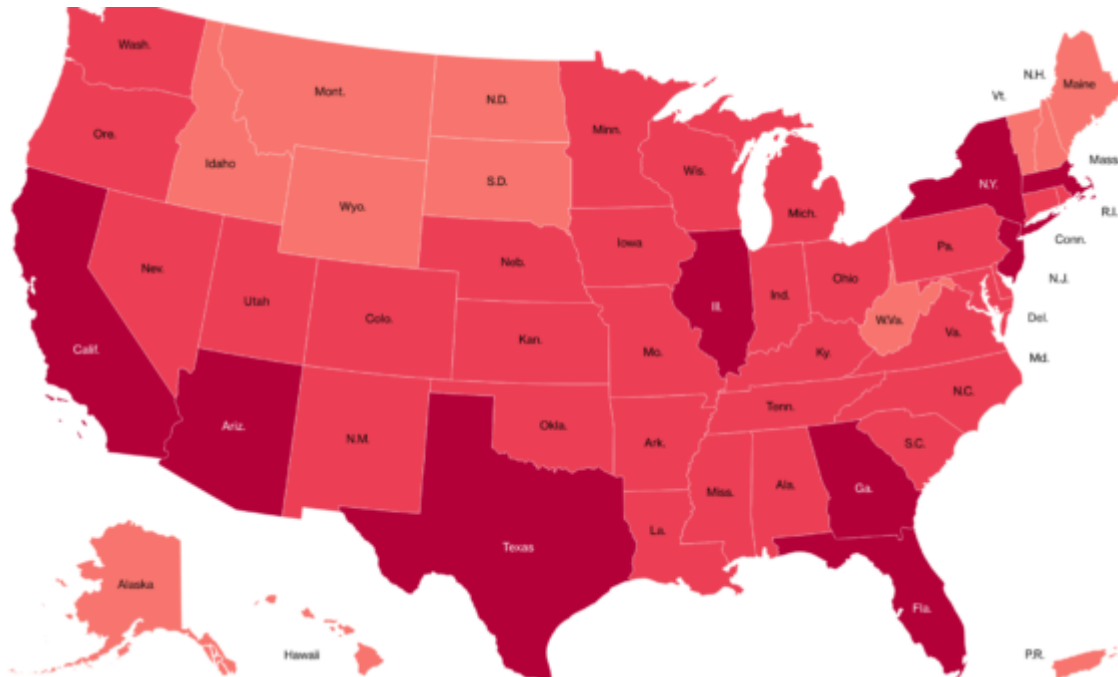 Wash.
Mont.
N.D.
Minn.
N.H.
Vt.
Maine
Ore.
Idaho
Wis.
Mass
S.D.
N.Y.
Wyo.
Mich.
R.I.
Iowa
Pa.
Conn.
Neb.
Nev.
Ohio
N.J.
Utah
Ill.
Ind.
Colo.
W.Va.
Del.
Kan.
Va.
Calif.
Mo.
Ky.
Md.
N.C.
Tenn.
Ariz.
Okla.
N.M.
Ark.
S.C.
Miss.
Ala.
Ga.
La.
Texas
Alaska
Fla.
Hawaii
P.R.